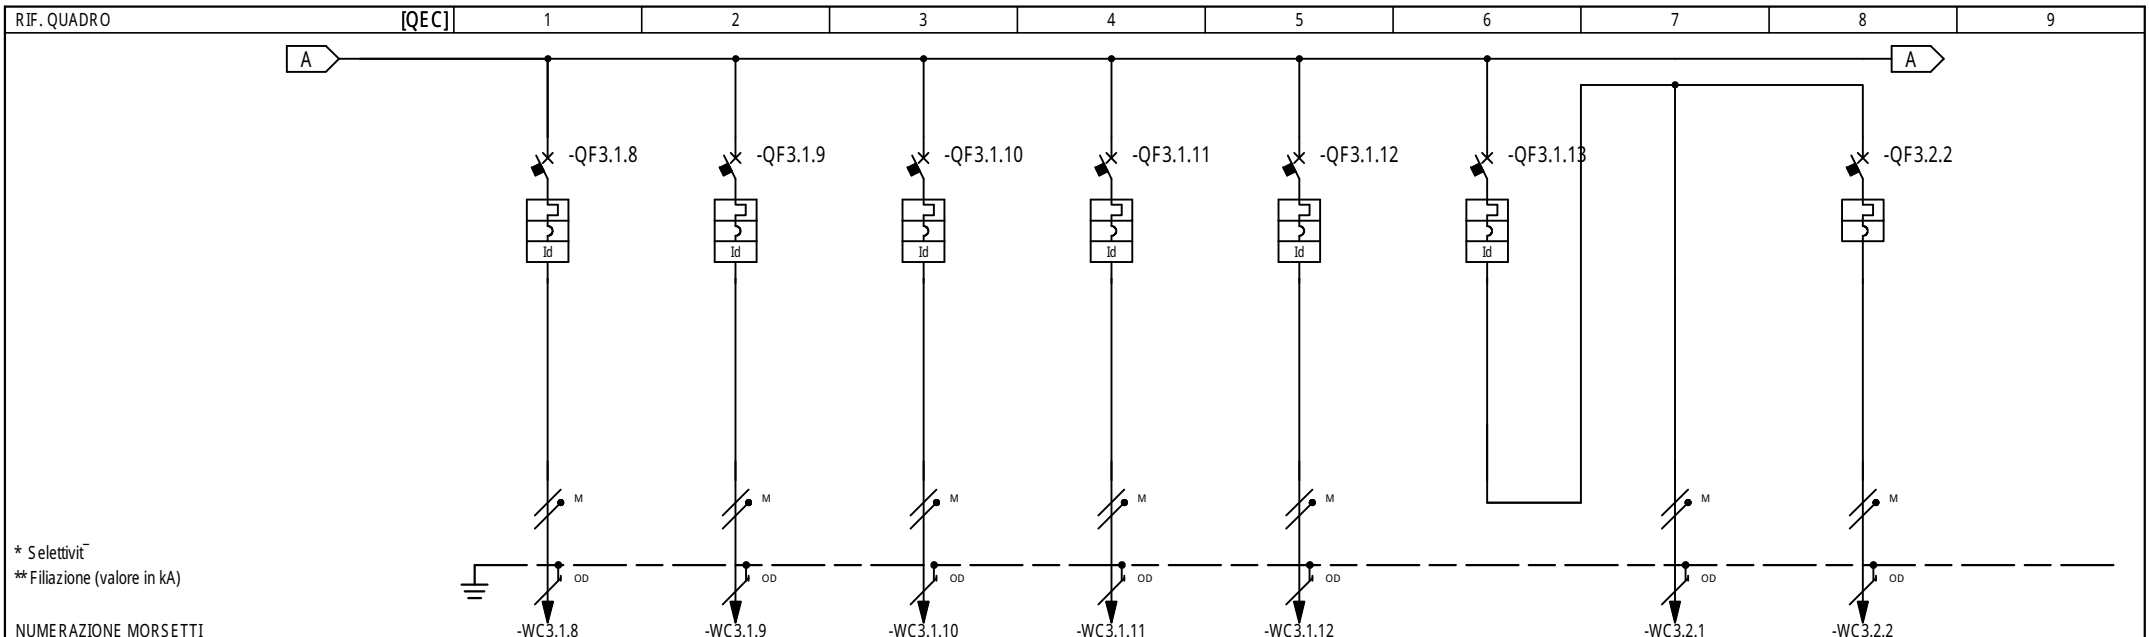 RIF. QUADRO [QEC] 1 2 3 4 5 6 7 8 9
A A
-QF3.1.8 -QF3.1.9 -QF3.1.10 -QF3.1.11 -QF3.1.12 -QF3.1.13 -QF3.2.2
Id Id Id Id Id Id
M M M M M M M
* Selettivit¯
** Filiazione (valore in kA)
OD OD OD OD OD OD OD
NUMERAZIONE MORSETTI -WC3.1.8 -WC3.1.9 -WC3.1.10 -WC3.1.11 -WC3.1.12 -WC3.2.1 -WC3.2.2